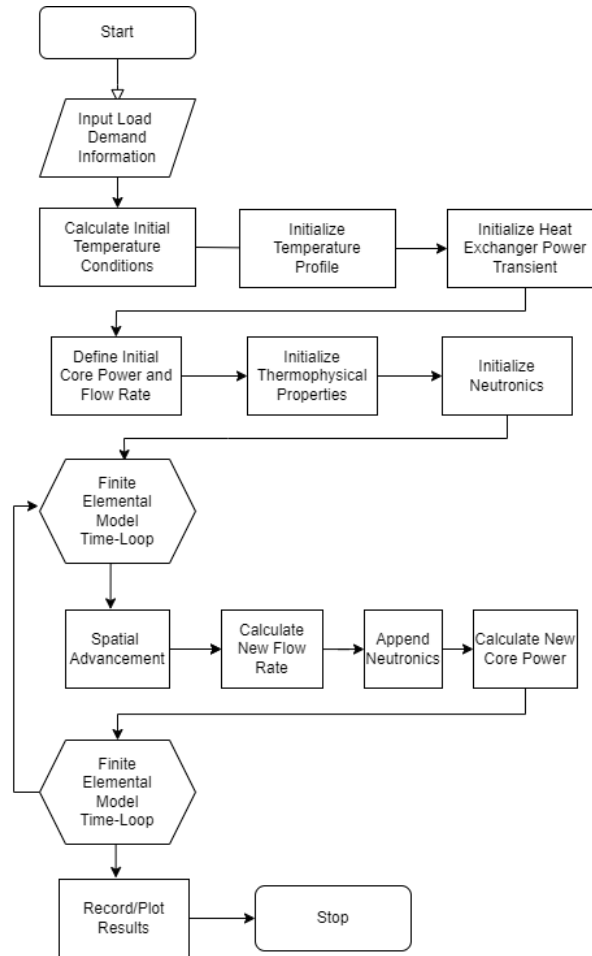 Start
Input Load
Demand
Information
Calculate Initial
Temperature
Conditions
Initialize
Temperature
Profile
Initialize Heat
Exchanger Power
Transient
Define Initial
Core Power and
Flow Rate
Initialize
Thermophysical
Properties
Initialize
Neutronics
Finite
Elemental
Model
Time-Loop
Spatial
Advancement
Calculate
New Flow
Rate
Append
Neutronics
Calculate New
Core Power
Finite
Elemental
Model
Time-Loop
Record/Plot
Results
Stop